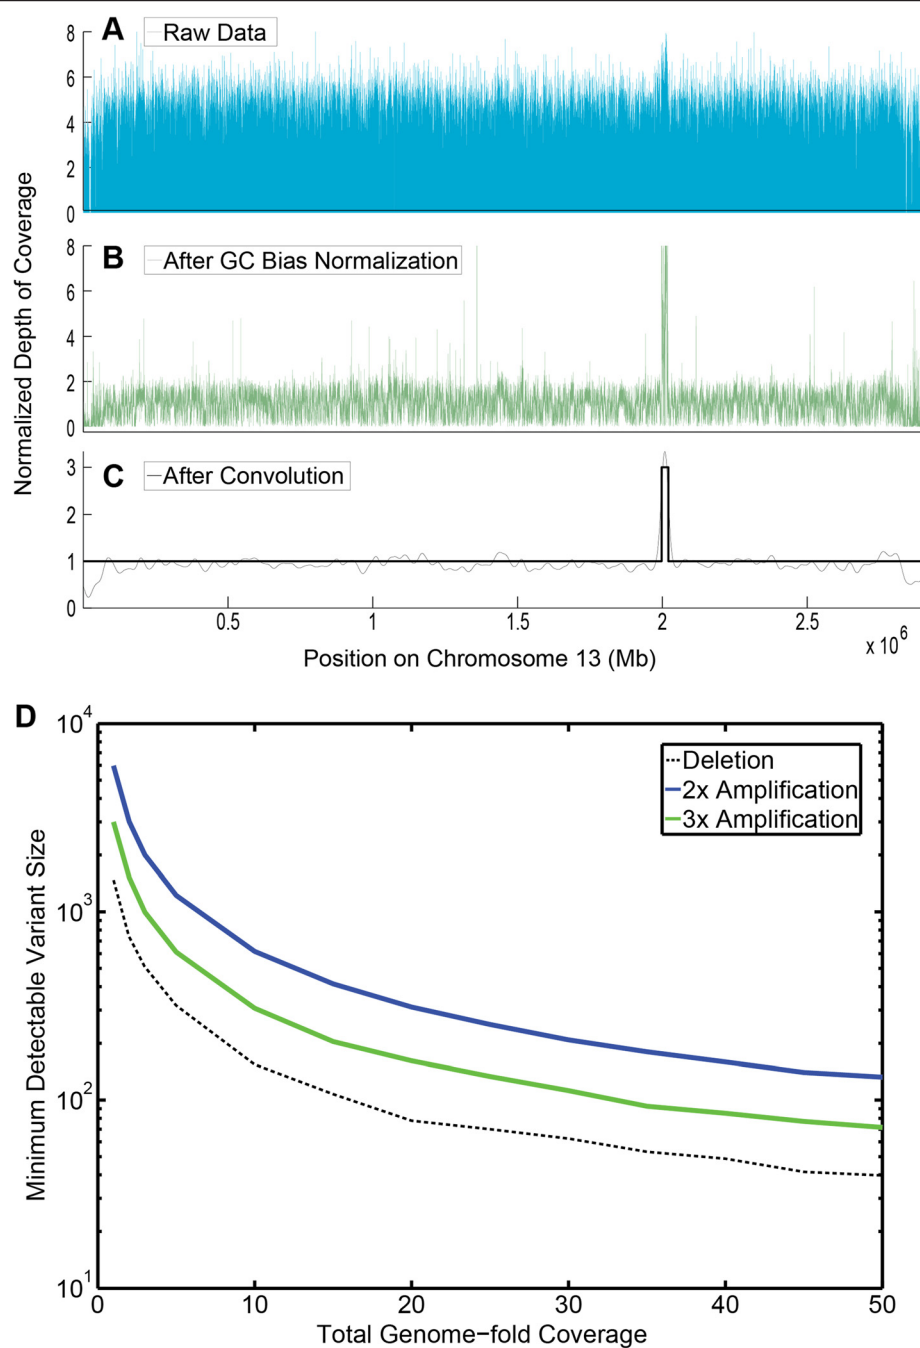 A
Raw Data
8
6
4
2
0
B
After GC Bias Normalization
8
6
4
2
0
C
After Convolution
3
2
1
0
Normalized Depth of Coverage
0.5 1 1.5 2 2.5
x 10^6
Position on Chromosome 13 (Mb)
D
10^4
10^3
10^2
10^1
Minimum Detectable Variant Size
Deletion
2x Amplification
3x Amplification
0 10 20 30 40 50
Total Genome−fold Coverage